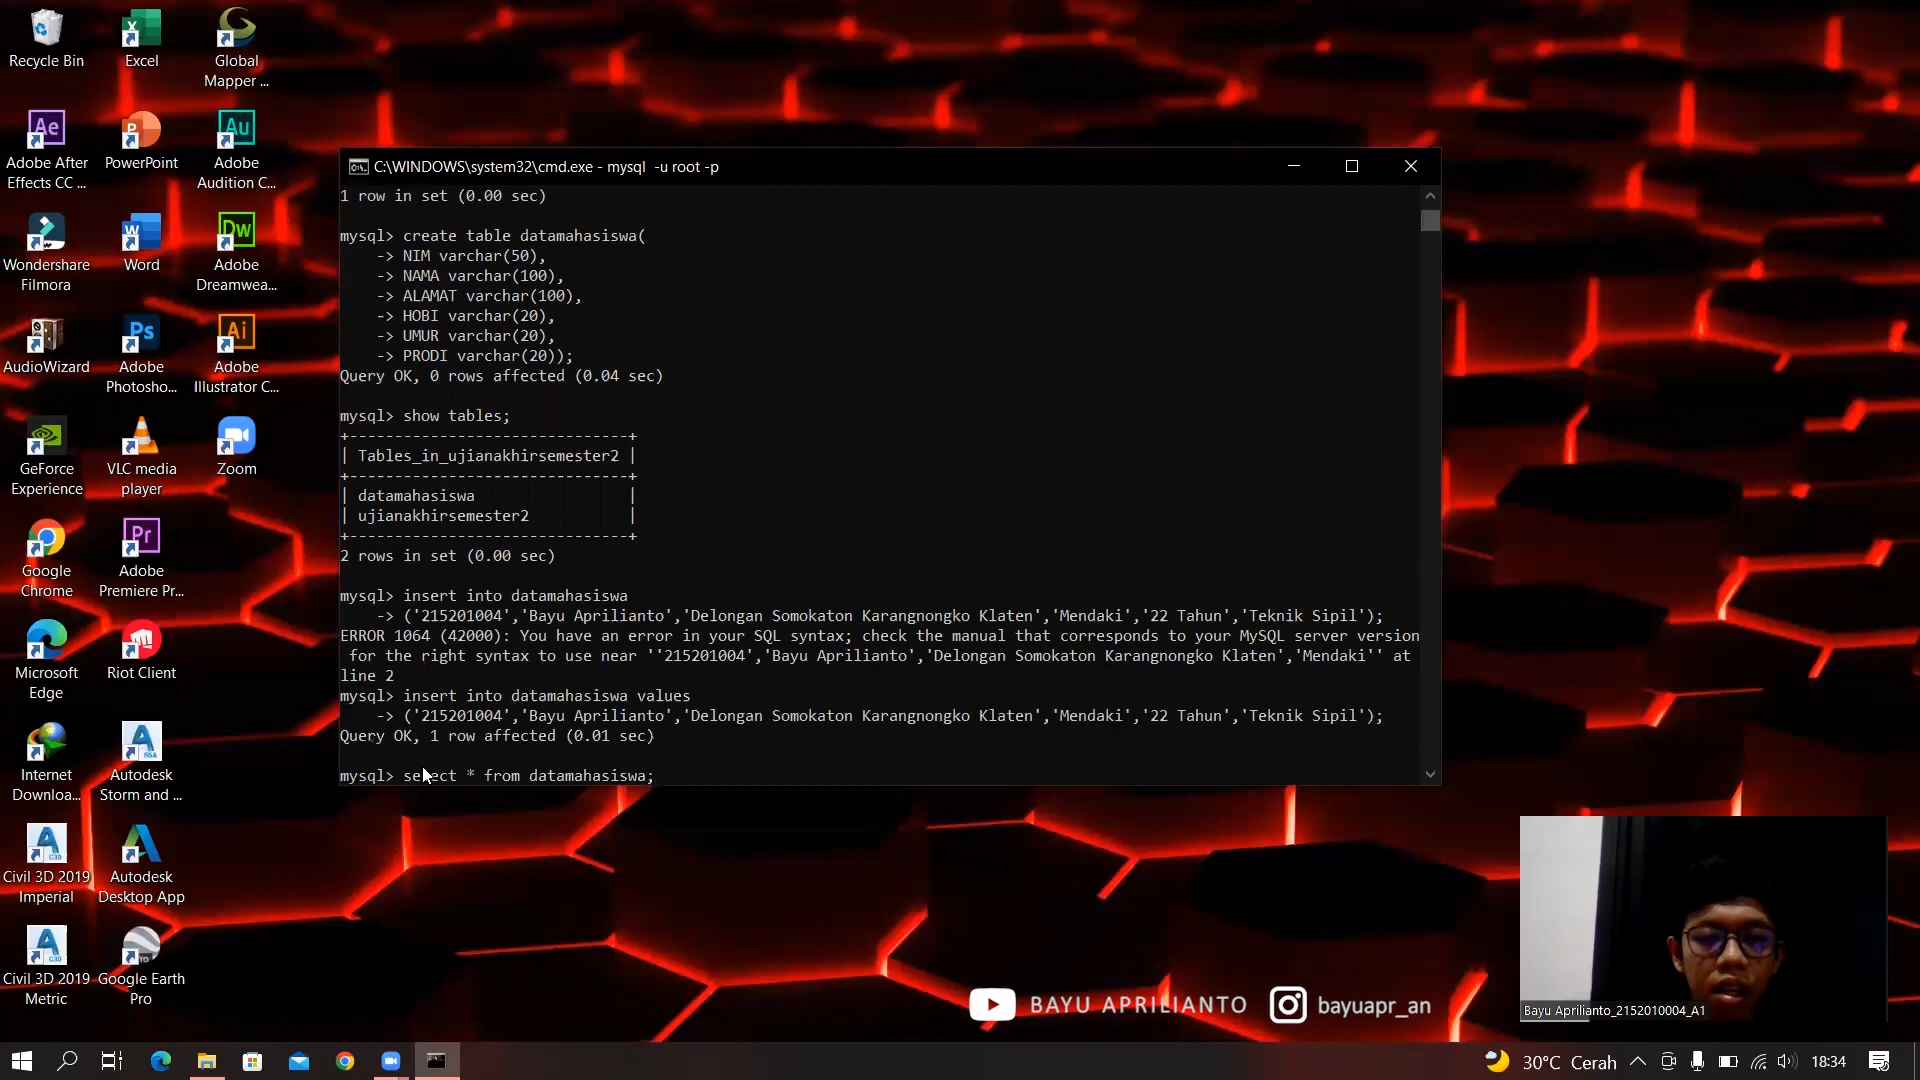 Recycle Bin
Excel
Global
Mapper ...
Ae
Adobe After
Effects CC ...
PowerPoint
Au
Adobe
Audition C...
Wondershare
Filmora
Word
Dw
Adobe
Dreamwea...
AudioWizard
Ps
Adobe
Photosho...
Ai
Adobe
Illustrator C...
GeForce
Experience
VLC media
player
Zoom
Google
Chrome
Pr
Adobe
Premiere Pr...
Microsoft
Edge
Riot Client
Internet
Downloa...
Autodesk
Storm and ...
Civil 3D 2019
Imperial
Autodesk
Desktop App
Civil 3D 2019
Metric
Google Earth
Pro
C:\WINDOWS\system32\cmd.exe - mysql  -u root -p
1 row in set (0.00 sec)
mysql> create table datamahasiswa(
    -> NIM varchar(50),
    -> NAMA varchar(100),
    -> ALAMAT varchar(100),
    -> HOBI varchar(20),
    -> UMUR varchar(20),
    -> PRODI varchar(20));
Query OK, 0 rows affected (0.04 sec)
mysql> show tables;
+-------------------------------+
| Tables_in_ujianakhirsemester2 |
+-------------------------------+
| datamahasiswa                 |
| ujianakhirsemester2           |
+-------------------------------+
2 rows in set (0.00 sec)
mysql> insert into datamahasiswa
    -> ('215201004','Bayu Aprilianto','Delongan Somokaton Karangnongko Klaten','Mendaki','22 Tahun','Teknik Sipil');
ERROR 1064 (42000): You have an error in your SQL syntax; check the manual that corresponds to your MySQL server version
 for the right syntax to use near ''215201004','Bayu Aprilianto','Delongan Somokaton Karangnongko Klaten','Mendaki'' at
line 2
mysql> insert into datamahasiswa values
    -> ('215201004','Bayu Aprilianto','Delongan Somokaton Karangnongko Klaten','Mendaki','22 Tahun','Teknik Sipil');
Query OK, 1 row affected (0.01 sec)
mysql> select * from datamahasiswa;
BAYU APRILIANTO
bayuapr_an
Bayu Aprilianto_2152010004_A1
30°C Cerah
18:34